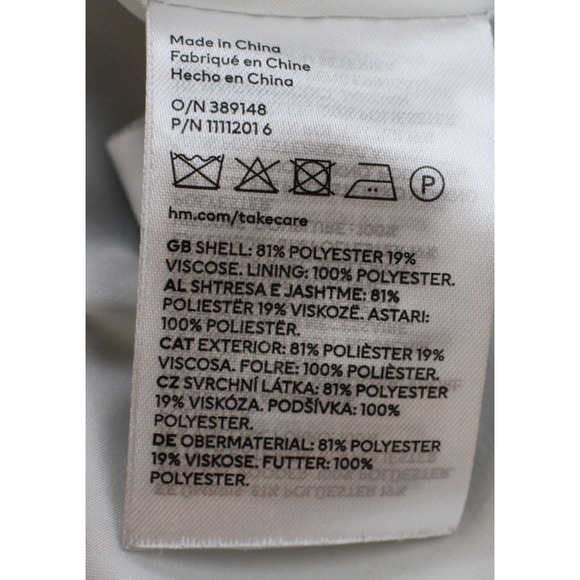 Made in China
Fabriqué en Chine
Hecho en China
O/N 389148
P/N 1111201 6
P
hm.com/takecare
GB SHELL: 81% POLYESTER 19%
VISCOSE. LINING: 100% POLYESTER.
AL SHTRESA E JASHTME: 81%
POLIESTËR 19% VISKOZË. ASTARI:
100% POLIESTËR.
CAT EXTERIOR: 81% POLIÈSTER 19%
VISCOSA. FOLRE: 100% POLIÈSTER.
CZ SVRCHNÍ LÁTKA: 81% POLYESTER
19% VISKÓZA. PODŠÍVKA: 100%
POLYESTER.
DE OBERMATERIAL: 81% POLYESTER
19% VISKOSE. FUTTER: 100%
POLYESTER.